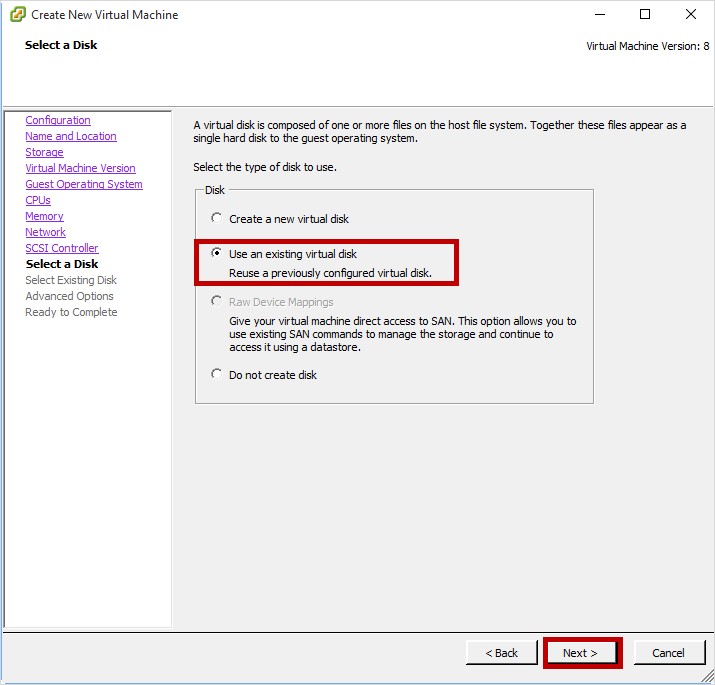 Create New Virtual Machine
Select a Disk
Virtual Machine Version: 8
Configuration
Name and Location
Storage
Virtual Machine Version
Guest Operating System
CPUs
Memory
Network
SCSI Controller
Select a Disk
Select Existing Disk
Advanced Options
Ready to Complete
A virtual disk is composed of one or more files on the host file system. Together these files appear as a
single hard disk to the guest operating system.
Select the type of disk to use.
Disk
Create a new virtual disk
Use an existing virtual disk
Reuse a previously configured virtual disk.
Raw Device Mappings
Give your virtual machine direct access to SAN. This option allows you to
use existing SAN commands to manage the storage and continue to
access it using a datastore.
Do not create disk
< Back
Next >
Cancel